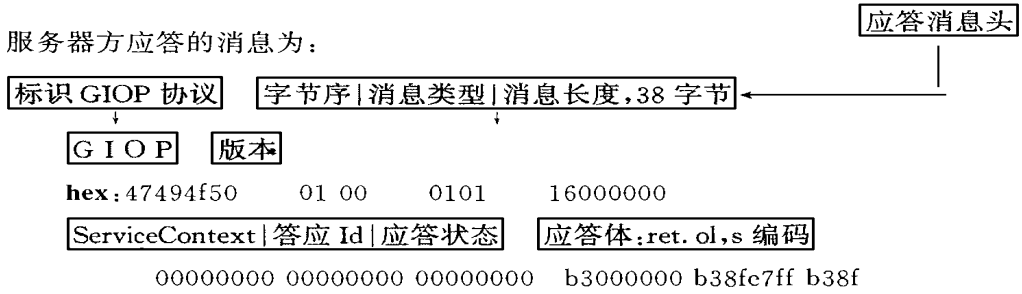 应答消息头
服务器方应答的消息为:
标识 GIOP 协议 字节序|消息类型|消息长度,38 字节
G I O P 版本
hex:47494f50 01 00 0101 16000000
ServiceContext|答应 Id|应答状态 应答体:ret.ol,s 编码
00000000 00000000 00000000 b3000000 b38fc7ff b38f